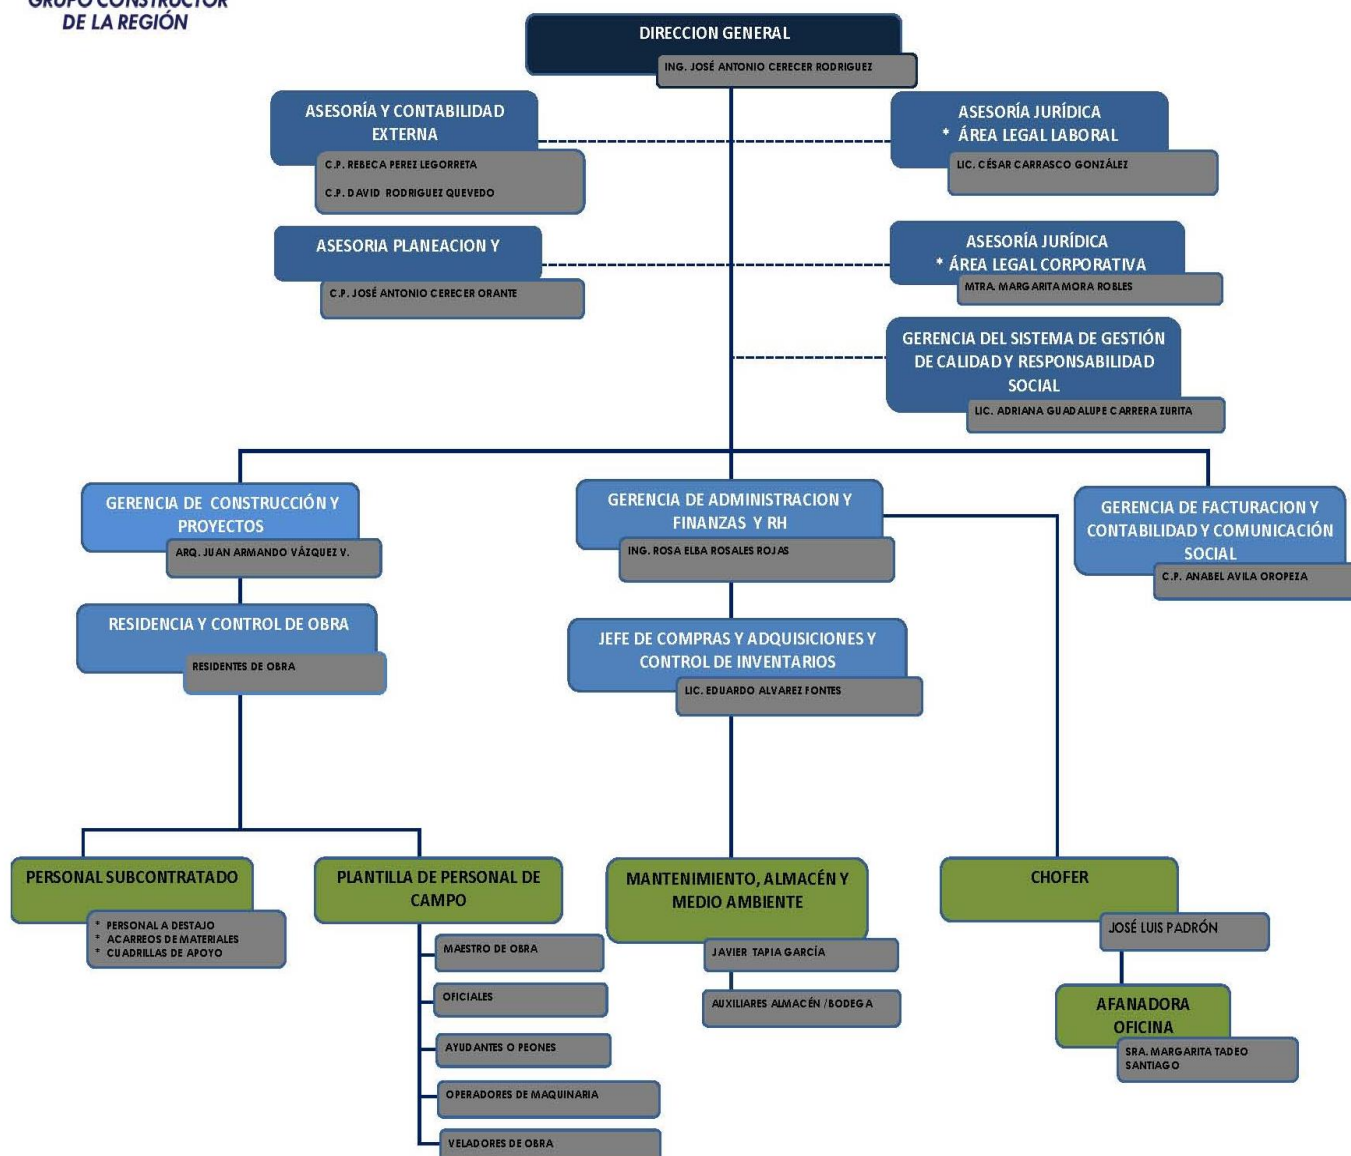 GRUPO CONSTRUCTOR
DE LA REGIÓN
DIRECCION GENERAL
ING. JOSÉ ANTONIO CERECER RODRIGUEZ
ASESORÍA Y CONTABILIDAD
EXTERNA
C.P. REBECA PEREZ LEGORRETA
C.P. DAVID RODRIGUEZ QUEVEDO
ASESORÍA JURÍDICA
* ÁREA LEGAL LABORAL
LIC. CÉSAR CARRASCO GONZÁLEZ
ASESORIA PLANEACION Y
C.P. JOSÉ ANTONIO CERECER ORANTE
ASESORÍA JURÍDICA
* ÁREA LEGAL CORPORATIVA
MTRA. MARGARITA MORA ROBLES
GERENCIA DEL SISTEMA DE GESTIÓN
DE CALIDAD Y RESPONSABILIDAD
SOCIAL
LIC. ADRIANA GUADALUPE CARRERA ZURITA
GERENCIA DE CONSTRUCCIÓN Y
PROYECTOS
ARQ. JUAN ARMANDO VÁZQUEZ V.
GERENCIA DE ADMINISTRACION Y
FINANZAS Y RH
ING. ROSA ELBA ROSALES ROJAS
GERENCIA DE FACTURACION Y
CONTABILIDAD Y COMUNICACIÓN
SOCIAL
C.P. ANABEL AVILA OROPEZA
RESIDENCIA Y CONTROL DE OBRA
RESIDENTES DE OBRA
JEFE DE COMPRAS Y ADQUISICIONES Y
CONTROL DE INVENTARIOS
LIC. EDUARDO ALVAREZ FONTES
PERSONAL SUBCONTRATADO
* PERSONAL A DESTAJO
* ACARREOS DE MATERIALES
* CUADRILLAS DE APOYO
PLANTILLA DE PERSONAL DE
CAMPO
MAESTRO DE OBRA
OFICIALES
AYUDANTES O PEONES
OPERADORES DE MAQUINARIA
VELADORES DE OBRA
MANTENIMIENTO, ALMACÉN Y
MEDIO AMBIENTE
JAVIER TAPIA GARCÍA
AUXILIARES ALMACÉN /BODEGA
CHOFER
JOSÉ LUIS PADRÓN
AFANADORA
OFICINA
SRA. MARGARITA TADEO
SANTIAGO